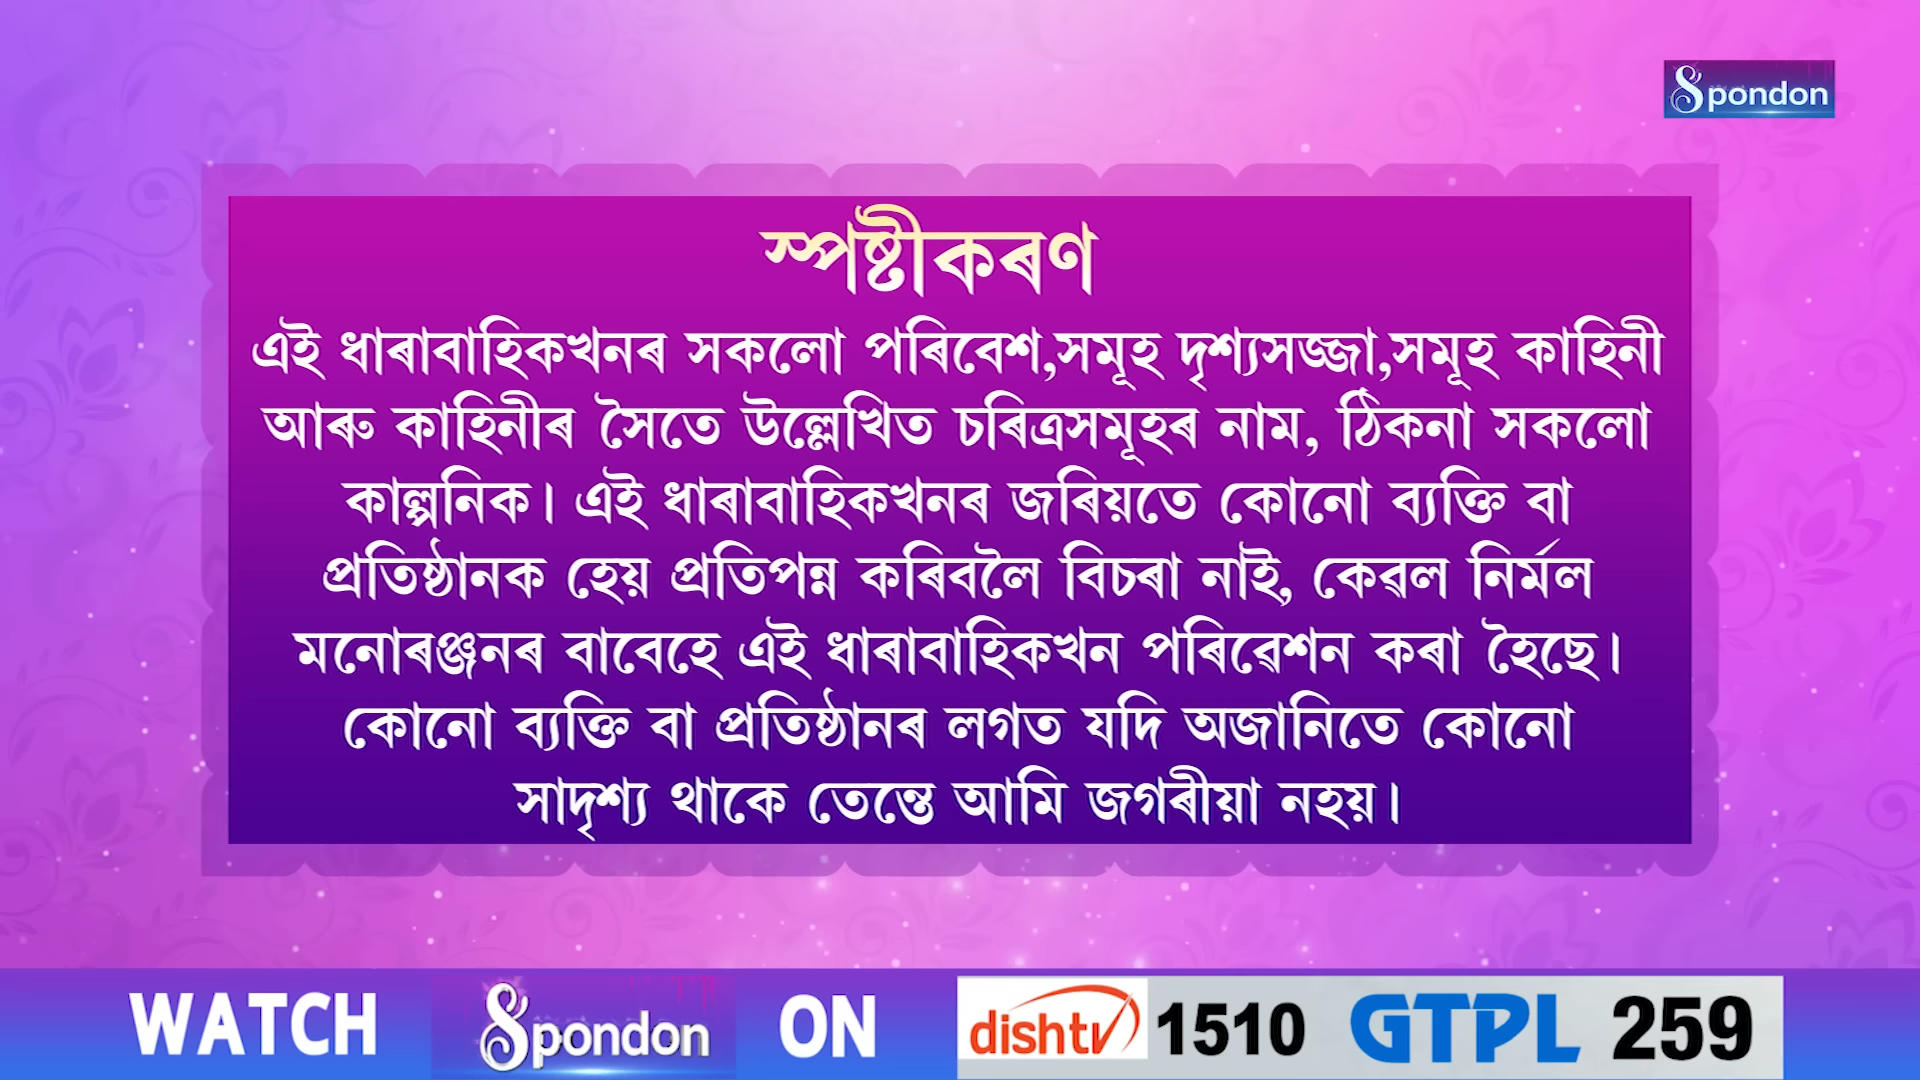 Spondon
স্পষ্টীকৰণ
এই ধাৰাবাহিকখনৰ সকলো পৰিবেশ,সমূহ দৃশ্যসজ্জা,সমূহ কাহিনী
আৰু কাহিনীৰ সৈতে উল্লেখিত চৰিত্ৰসমূহৰ নাম, ঠিকনা সকলো
কাল্পনিক। এই ধাৰাবাহিকখনৰ জৰিয়তে কোনো ব্যক্তি বা
প্ৰতিষ্ঠানক হেয় প্ৰতিপন্ন কৰিবলৈ বিচৰা নাই, কেৱল নিৰ্মল
মনোৰঞ্জনৰ বাবেহে এই ধাৰাবাহিকখন পৰিৱেশন কৰা হৈছে।
কোনো ব্যক্তি বা প্ৰতিষ্ঠানৰ লগত যদি অজানিতে কোনো
সাদৃশ্য থাকে তেন্তে আমি জগৰীয়া নহয়।
WATCH Spondon ON dishtv 1510 GTPL 259